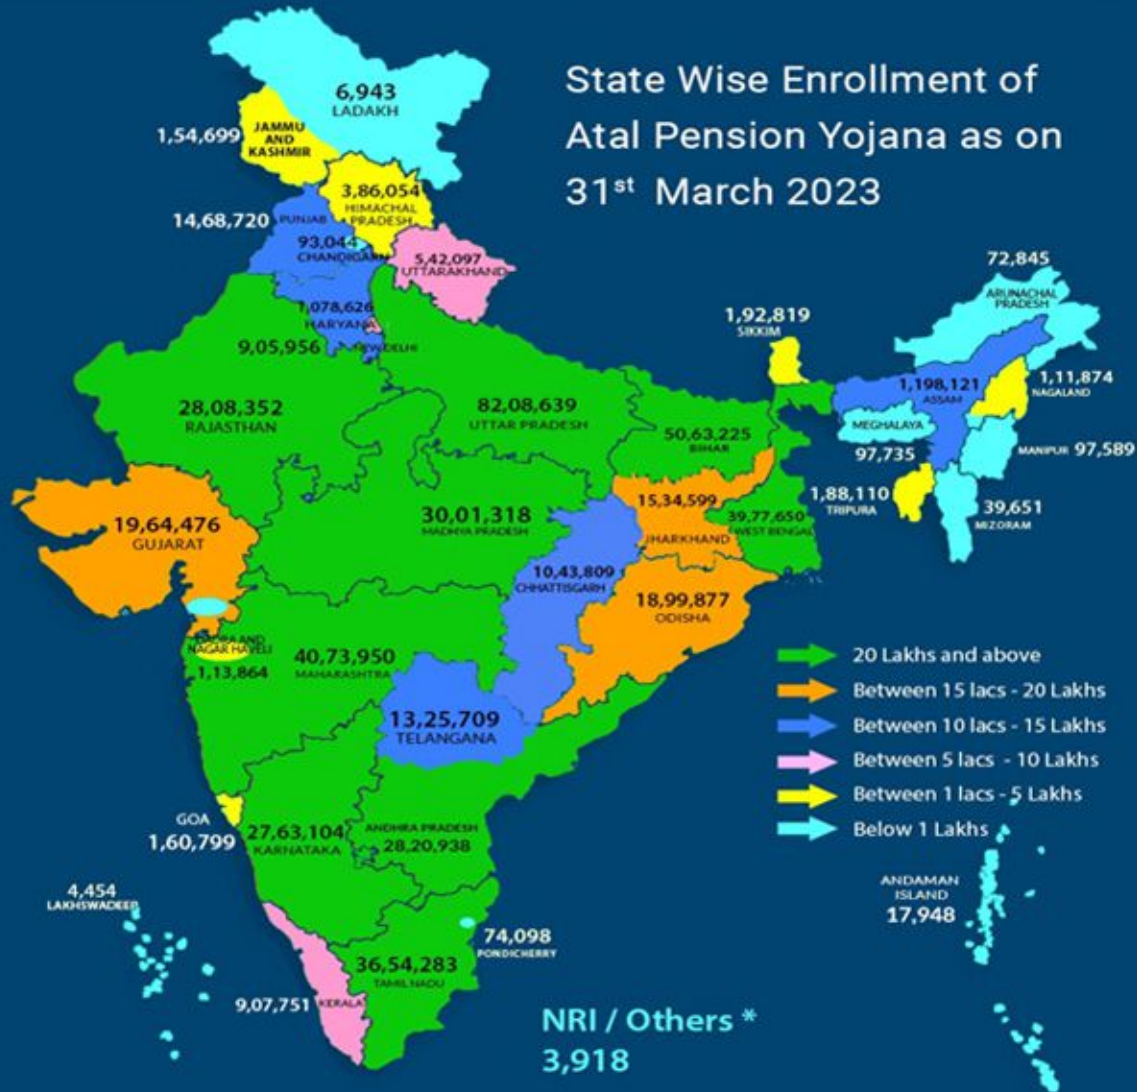 State Wise Enrollment of
Atal Pension Yojana as on
31st March 2023
6,943
LADAKH
1,54,699
JAMMU
AND
KASHMIR
3,86,054
HIMACHAL
PRADESH
14,68,720
PUNJAB
93,044
CHANDIGARH
5,42,097
UTTARAKHAND
1,078,626
HARYANA
9,05,956
NEW DELHI
28,08,352
RAJASTHAN
82,08,639
UTTAR PRADESH
50,63,225
BIHAR
1,92,819
SIKKIM
72,845
ARUNACHAL
PRADESH
1,198,121
ASSAM
1,11,874
NAGALAND
MEGHALAYA
97,735
MANIPUR 97,589
1,88,110
TRIPURA
39,651
MIZORAM
19,64,476
GUJARAT
30,01,318
MADHYA PRADESH
15,34,599
JHARKHAND
39,77,650
WEST BENGAL
10,43,809
CHHATTISGARH
18,99,877
ODISHA
DADRA AND
NAGAR HAVELI
1,13,864
40,73,950
MAHARASHTRA
13,25,709
TELANGANA
20 Lakhs and above
Between 15 lacs - 20 Lakhs
Between 10 lacs - 15 Lakhs
Between 5 lacs - 10 Lakhs
Between 1 lacs - 5 Lakhs
Below 1 Lakhs
GOA
1,60,799
27,63,104
KARNATAKA
ANDHRA PRADESH
28,20,938
4,454
LAKHSWADEEP
ANDAMAN
ISLAND
17,948
74,098
PONDICHERRY
36,54,283
TAMIL NADU
9,07,751
KERALA
NRI / Others *
3,918